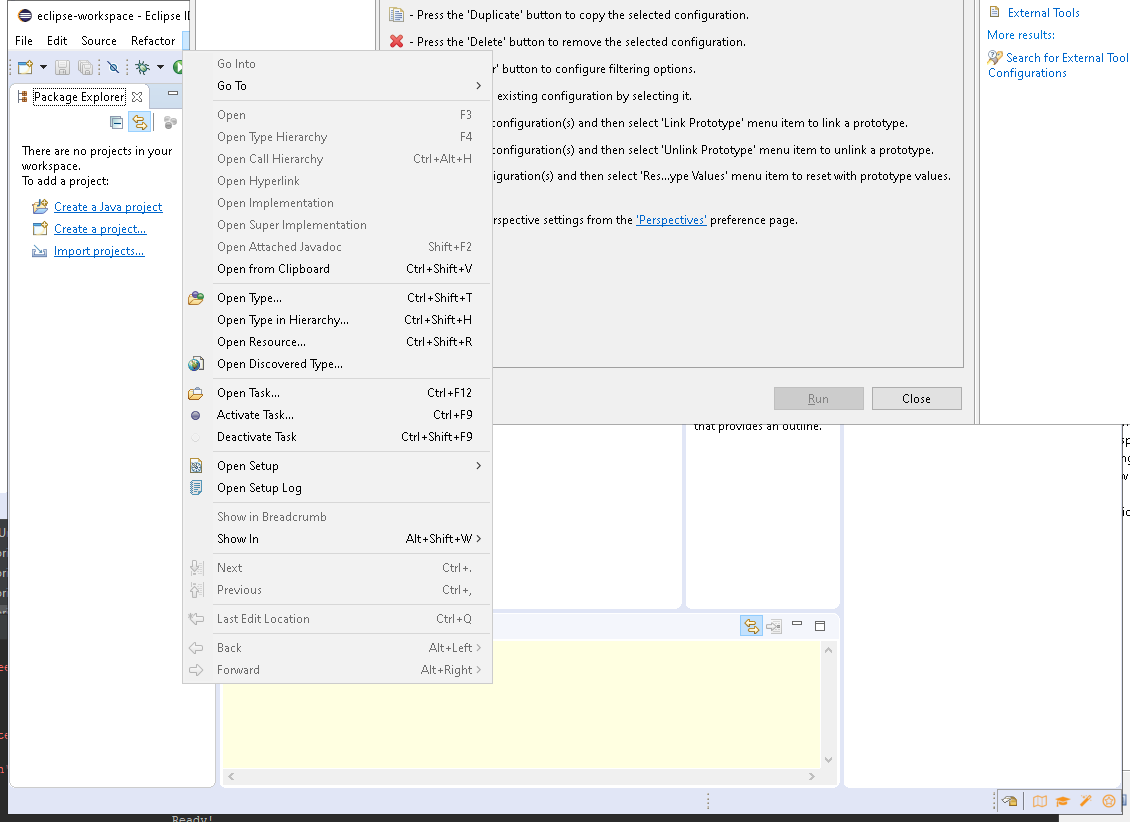 eclipse-workspace - Eclipse I
File Edit Source Refactor
Package Explorer
There are no projects in your
workspace.
To add a project:
Create a Java project
Create a project...
Import projects...
Go Into
Go To
Open F3
Open Type Hierarchy F4
Open Call Hierarchy Ctrl+Alt+H
Open Hyperlink
Open Implementation
Open Super Implementation
Open Attached Javadoc Shift+F2
Open from Clipboard Ctrl+Shift+V
Open Type... Ctrl+Shift+T
Open Type in Hierarchy... Ctrl+Shift+H
Open Resource... Ctrl+Shift+R
Open Discovered Type...
Open Task... Ctrl+F12
Activate Task... Ctrl+F9
Deactivate Task Ctrl+Shift+F9
Open Setup
Open Setup Log
Show in Breadcrumb
Show In Alt+Shift+W
Next Ctrl+.
Previous Ctrl+,
Last Edit Location Ctrl+Q
Back Alt+Left
Forward Alt+Right
- Press the 'Duplicate' button to copy the selected configuration.
- Press the 'Delete' button to remove the selected configuration.
r' button to configure filtering options.
existing configuration by selecting it.
onfiguration(s) and then select 'Link Prototype' menu item to link a prototype.
onfiguration(s) and then select 'Unlink Prototype' menu item to unlink a prototype.
iguration(s) and then select 'Res...ype Values' menu item to reset with prototype values.
rspective settings from the 'Perspectives' preference page.
Run Close
that provides an outline.
External Tools
More results:
Search for External Tool
Configurations
Ready!